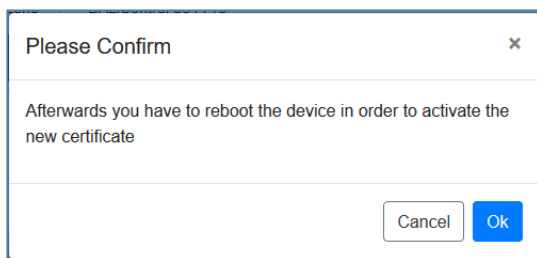 Please Confirm ×
Afterwards you have to reboot the device in order to activate the
new certificate
Cancel Ok